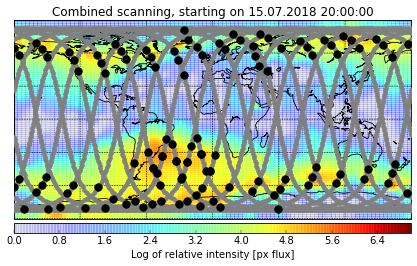 Combined scanning, starting on 15.07.2018 20:00:00
0.0 0.8 1.6 2.4 3.2 4.0 4.8 5.6 6.4
Log of relative intensity [px flux]